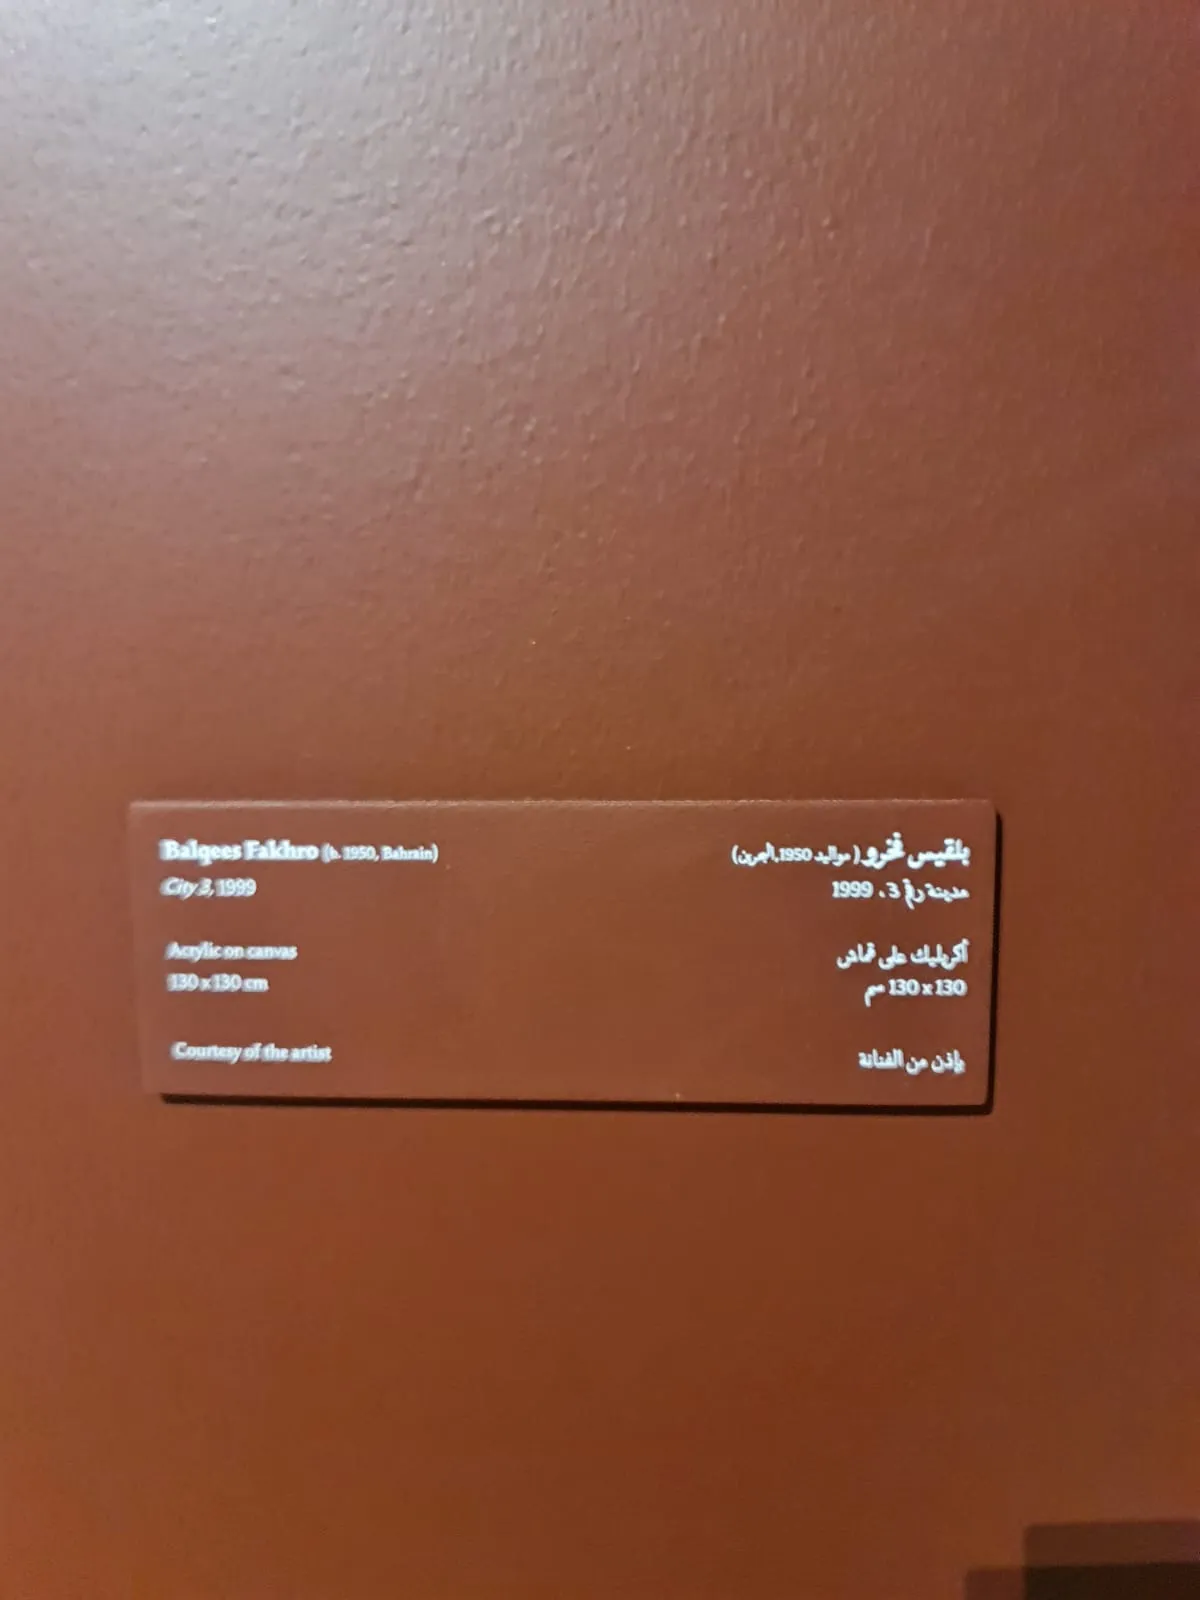 Balqees Fakhro (b. 1950, Bahrain)
City 3, 1999
Acrylic on canvas
130 x 130 cm
Courtesy of the artist
بلقيس فخرو ( مواليد 1950، البحرين)
مدينة رقم 3 ، 1999
أكريليك على قماش
130 x 130 سم
بإذن من الفنانة